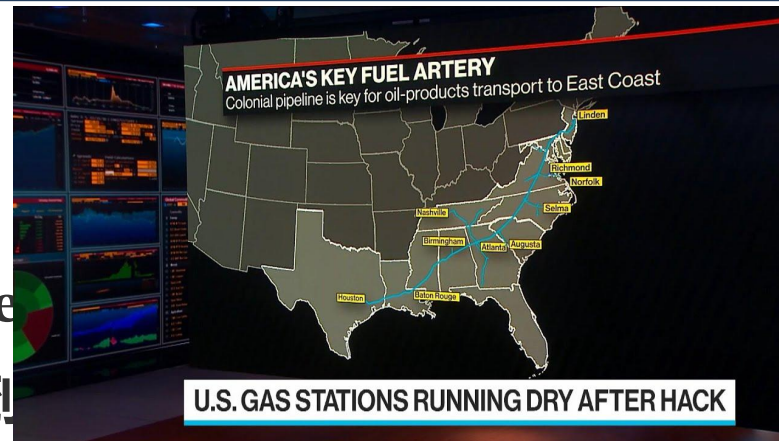 AMERICA'S KEY FUEL ARTERY
Colonial pipeline is key for oil-products transport to East Coast
Linden
Richmond
Norfolk
Nashville
Selma
Birmingham
Atlanta
Augusta
Houston
Baton Rouge
U.S. GAS STATIONS RUNNING DRY AFTER HACK